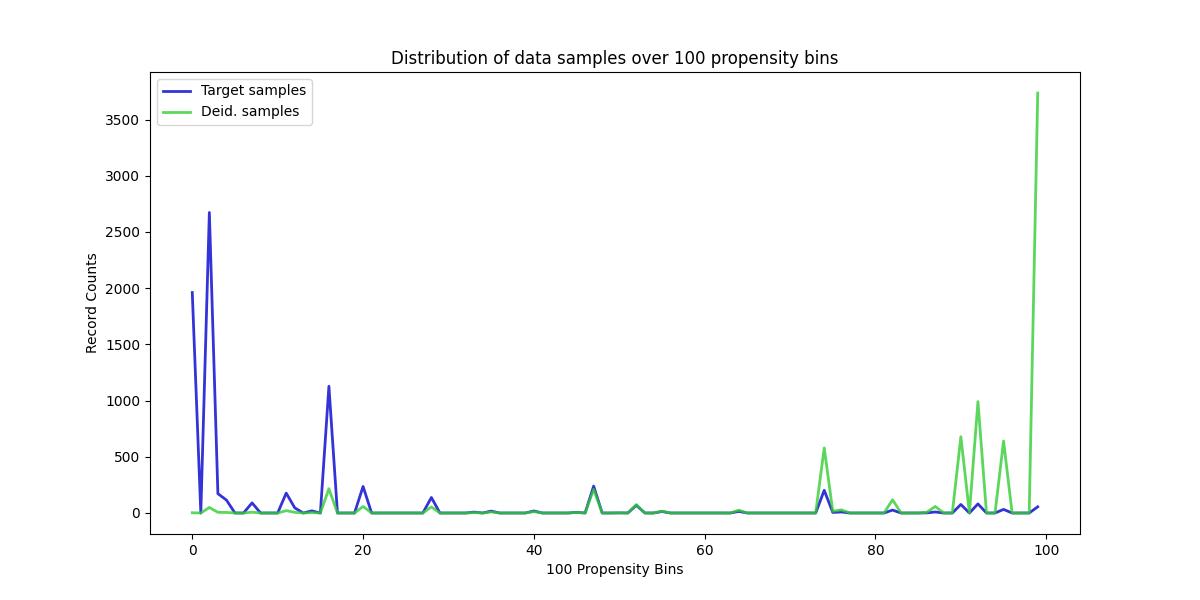 Distribution of data samples over 100 propensity bins
Target samples
Deid. samples
3500
3000
2500
2000
1500
1000
500
0
Record Counts
0 20 40 60 80 100
100 Propensity Bins